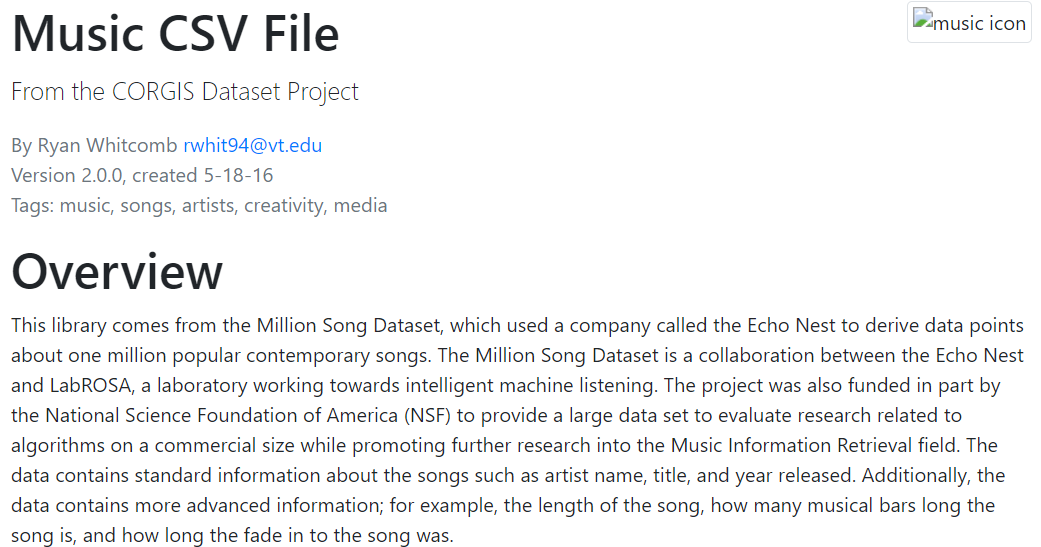 Music CSV File
music icon
From the CORGIS Dataset Project
By Ryan Whitcomb rwhit94@vt.edu
Version 2.0.0, created 5-18-16
Tags: music, songs, artists, creativity, media
Overview
This library comes from the Million Song Dataset, which used a company called the Echo Nest to derive data points
about one million popular contemporary songs. The Million Song Dataset is a collaboration between the Echo Nest
and LabROSA, a laboratory working towards intelligent machine listening. The project was also funded in part by
the National Science Foundation of America (NSF) to provide a large data set to evaluate research related to
algorithms on a commercial size while promoting further research into the Music Information Retrieval field. The
data contains standard information about the songs such as artist name, title, and year released. Additionally, the
data contains more advanced information; for example, the length of the song, how many musical bars long the
song is, and how long the fade in to the song was.